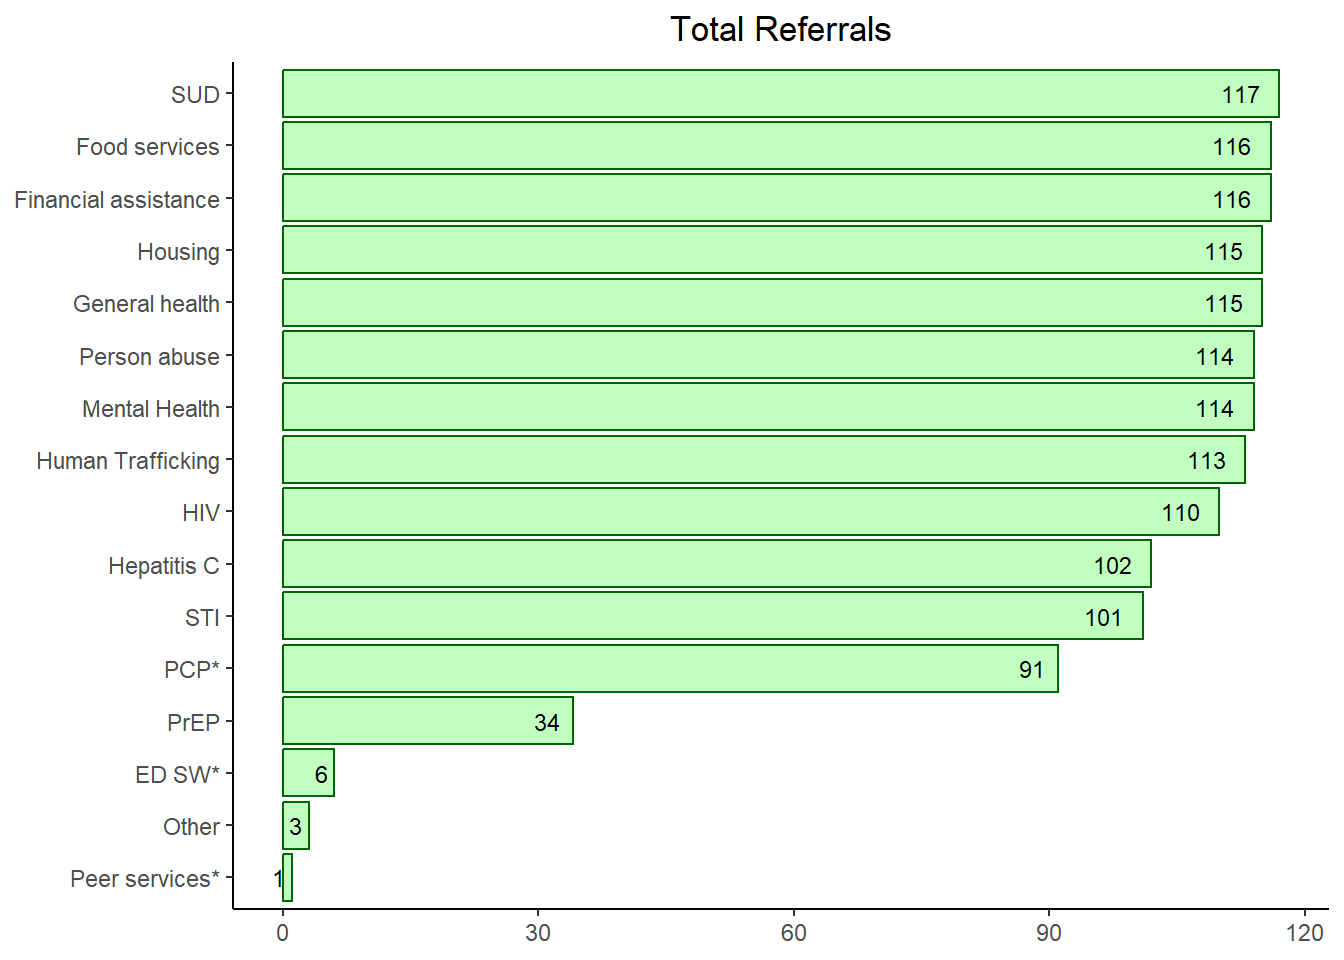 Total Referrals
SUD 117
Food services 116
Financial assistance 116
Housing 115
General health 115
Person abuse 114
Mental Health 114
Human Trafficking 113
HIV 110
Hepatitis C 102
STI 101
PCP* 91
PrEP 34
ED SW* 6
Other 3
Peer services* 1
0 30 60 90 120